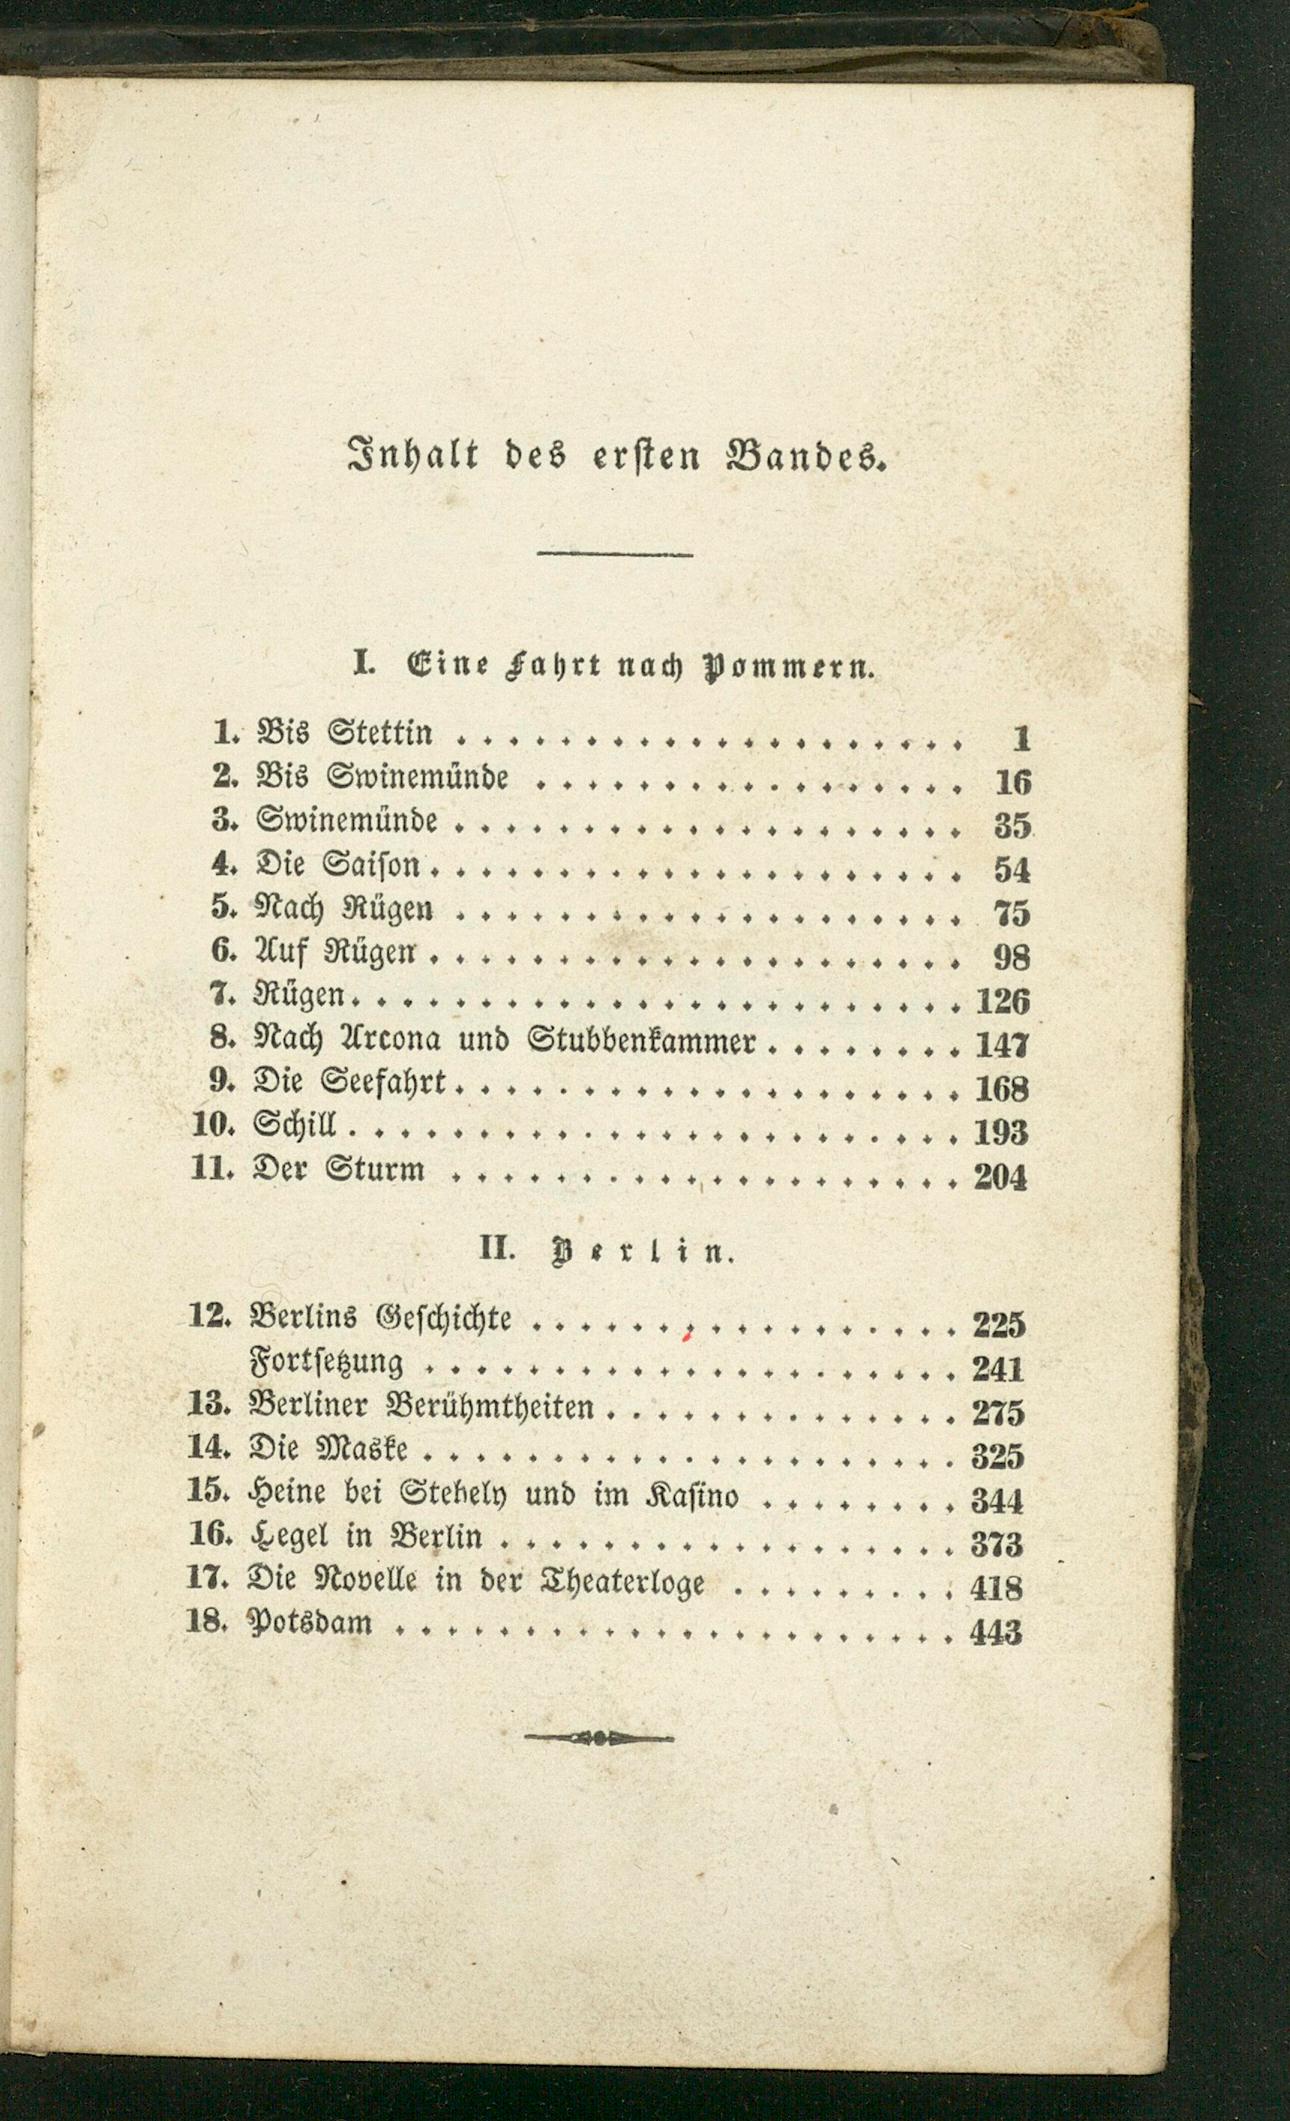 Inhalt des erſten Bandes.
I. Eine Fahrt nach Pommern.
1. Bis Stettin . . . . . . . . . . . . . . . . . . . . 1
2. Bis Swinemünde . . . . . . . . . . . . . . . . . 16
3. Swinemünde . . . . . . . . . . . . . . . . . . . . 35
4. Die Saiſon . . . . . . . . . . . . . . . . . . . . . 54
5. Nach Rügen . . . . . . . . . . . . . . . . . . . . 75
6. Auf Rügen . . . . . . . . . . . . . . . . . . . . . 98
7. Rügen . . . . . . . . . . . . . . . . . . . . . . . . 126
8. Nach Arcona und Stubbenkammer . . . . . . . . 147
9. Die Seefahrt . . . . . . . . . . . . . . . . . . . . 168
10. Schill . . . . . . . . . . . . . . . . . . . . . . . . 193
11. Der Sturm . . . . . . . . . . . . . . . . . . . . 204
II. Berlin.
12. Berlins Geſchichte . . . . . . . . . . . . . . . . . 225
Fortſetzung . . . . . . . . . . . . . . . . . . . . . 241
13. Berliner Berühmtheiten . . . . . . . . . . . . . . 275
14. Die Maske . . . . . . . . . . . . . . . . . . . . . 325
15. Heine bei Stehely und im Kaſino . . . . . . . . 344
16. Hegel in Berlin . . . . . . . . . . . . . . . . . . 373
17. Die Novelle in der Theaterloge . . . . . . . . . 418
18. Potsdam . . . . . . . . . . . . . . . . . . . . . . 443